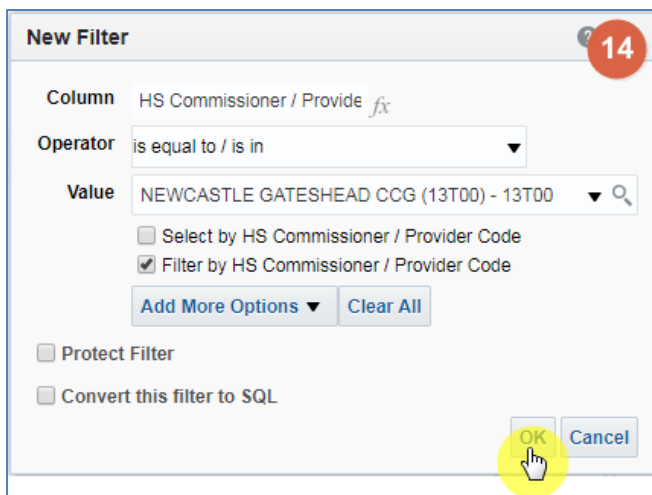 New Filter ? 14
Column HS Commissioner / Provide fx
Operator is equal to / is in
Value NEWCASTLE GATESHEAD CCG (13T00) - 13T00
Select by HS Commissioner / Provider Code
Filter by HS Commissioner / Provider Code
Add More Options Clear All
Protect Filter
Convert this filter to SQL
OK Cancel